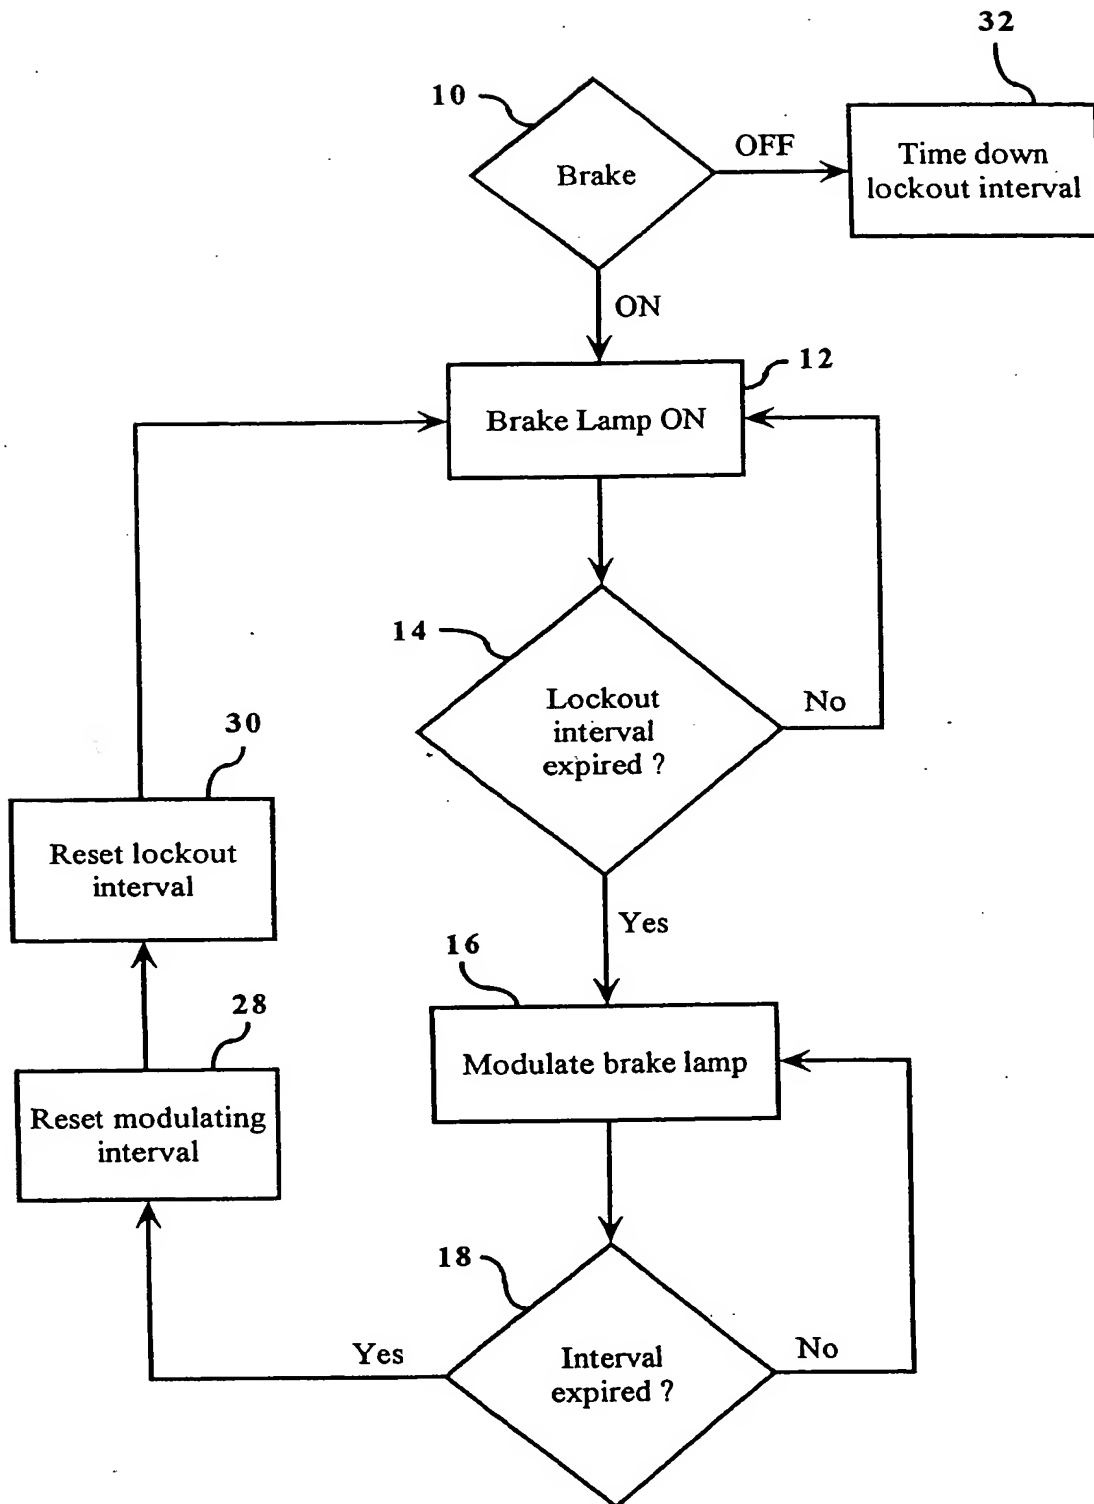 32
10
OFF
Brake
Time down
lockout interval
ON
12
Brake Lamp ON
14
No
Lockout
interval
expired ?
30
Reset lockout
interval
Yes
16
28
Modulate brake lamp
Reset modulating
interval
18
Yes
No
Interval
expired ?